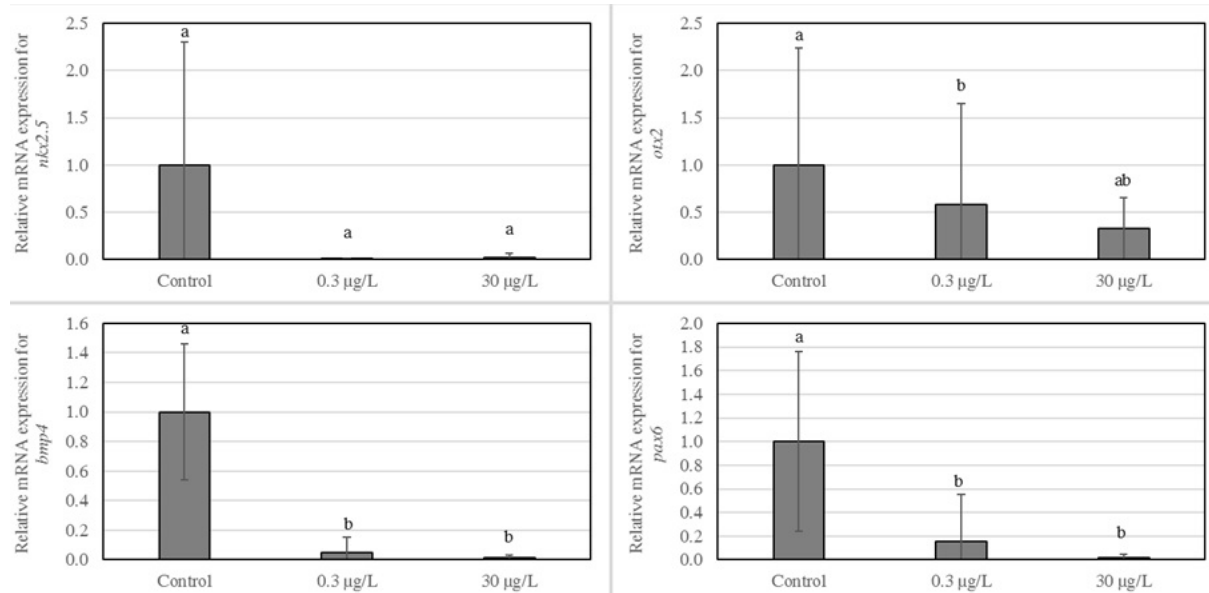 Relative mRNA expression for
nkx2.5
2.5
2.0
1.5
1.0
0.5
0.0
a
a
a
Control
0.3 µg/L
30 µg/L
Relative mRNA expression for
otx2
2.5
2.0
1.5
1.0
0.5
0.0
a
b
ab
Control
0.3 µg/L
30 µg/L
Relative mRNA expression for
bmp4
1.6
1.4
1.2
1.0
0.8
0.6
0.4
0.2
0.0
a
b
b
Control
0.3 µg/L
30 µg/L
Relative mRNA expression for
pax6
2.0
1.8
1.6
1.4
1.2
1.0
0.8
0.6
0.4
0.2
0.0
a
b
b
Control
0.3 µg/L
30 µg/L